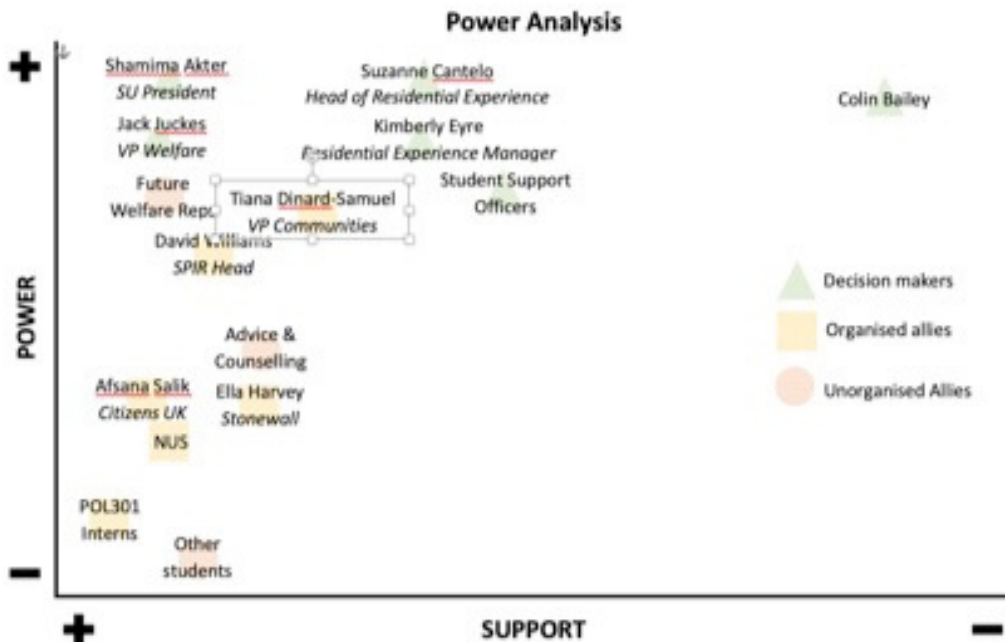 Power Analysis
Shamima Akter
SU President
Suzanne Cantelo
Head of Residential Experience
Colin Bailey
Jack Juckes
VP Welfare
Kimberly Eyre
Residential Experience Manager
Future
Welfare Reps
Tiana Dinard-Samuel
VP Communities
Student Support
Officers
David Williams
SPIR Head
Decision makers
POWER
Organised allies
Advice &
Counselling
Unorganised Allies
Afsana Salik
Citizens UK
Ella Harvey
Stonewall
NUS
POL301
Interns
Other
students
SUPPORT